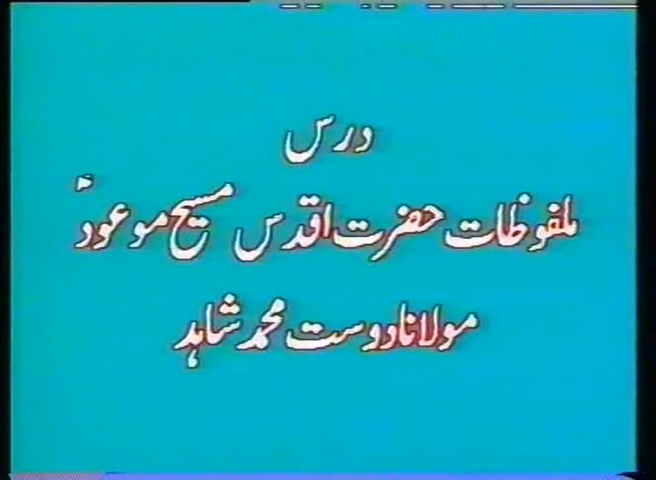 درس
ملفوظات حضرت اقدس مسیح موعودؑ
مولانا دوست محمد شاہد